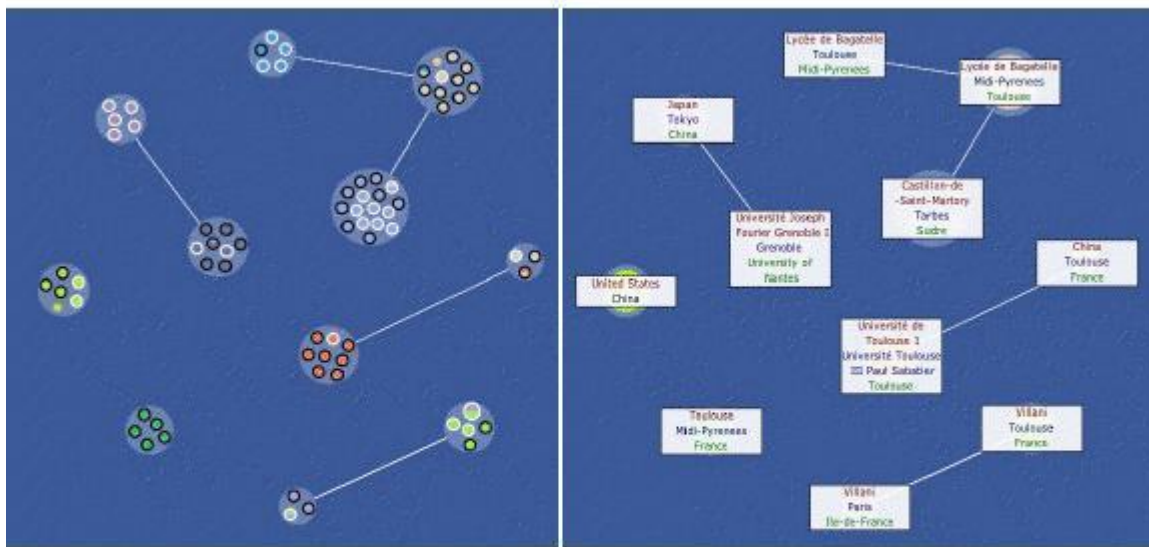 Lycée de Bagatelle
Toulouse
Midi-Pyrenees
Lycée de Bagatelle
Midi-Pyrenees
Toulouse
Japan
Tokyo
China
Castillon-de
-Saint-Martory
Tarbes
Sudre
Université Joseph
Fourier Grenoble I
Grenoble
University of
Nantes
China
Toulouse
France
United States
China
Université de
Toulouse I
Université Toulouse
III Paul Sabatier
Toulouse
Toulouse
Midi-Pyrenees
France
Villani
Toulouse
France
Villani
Paris
Ile-de-France